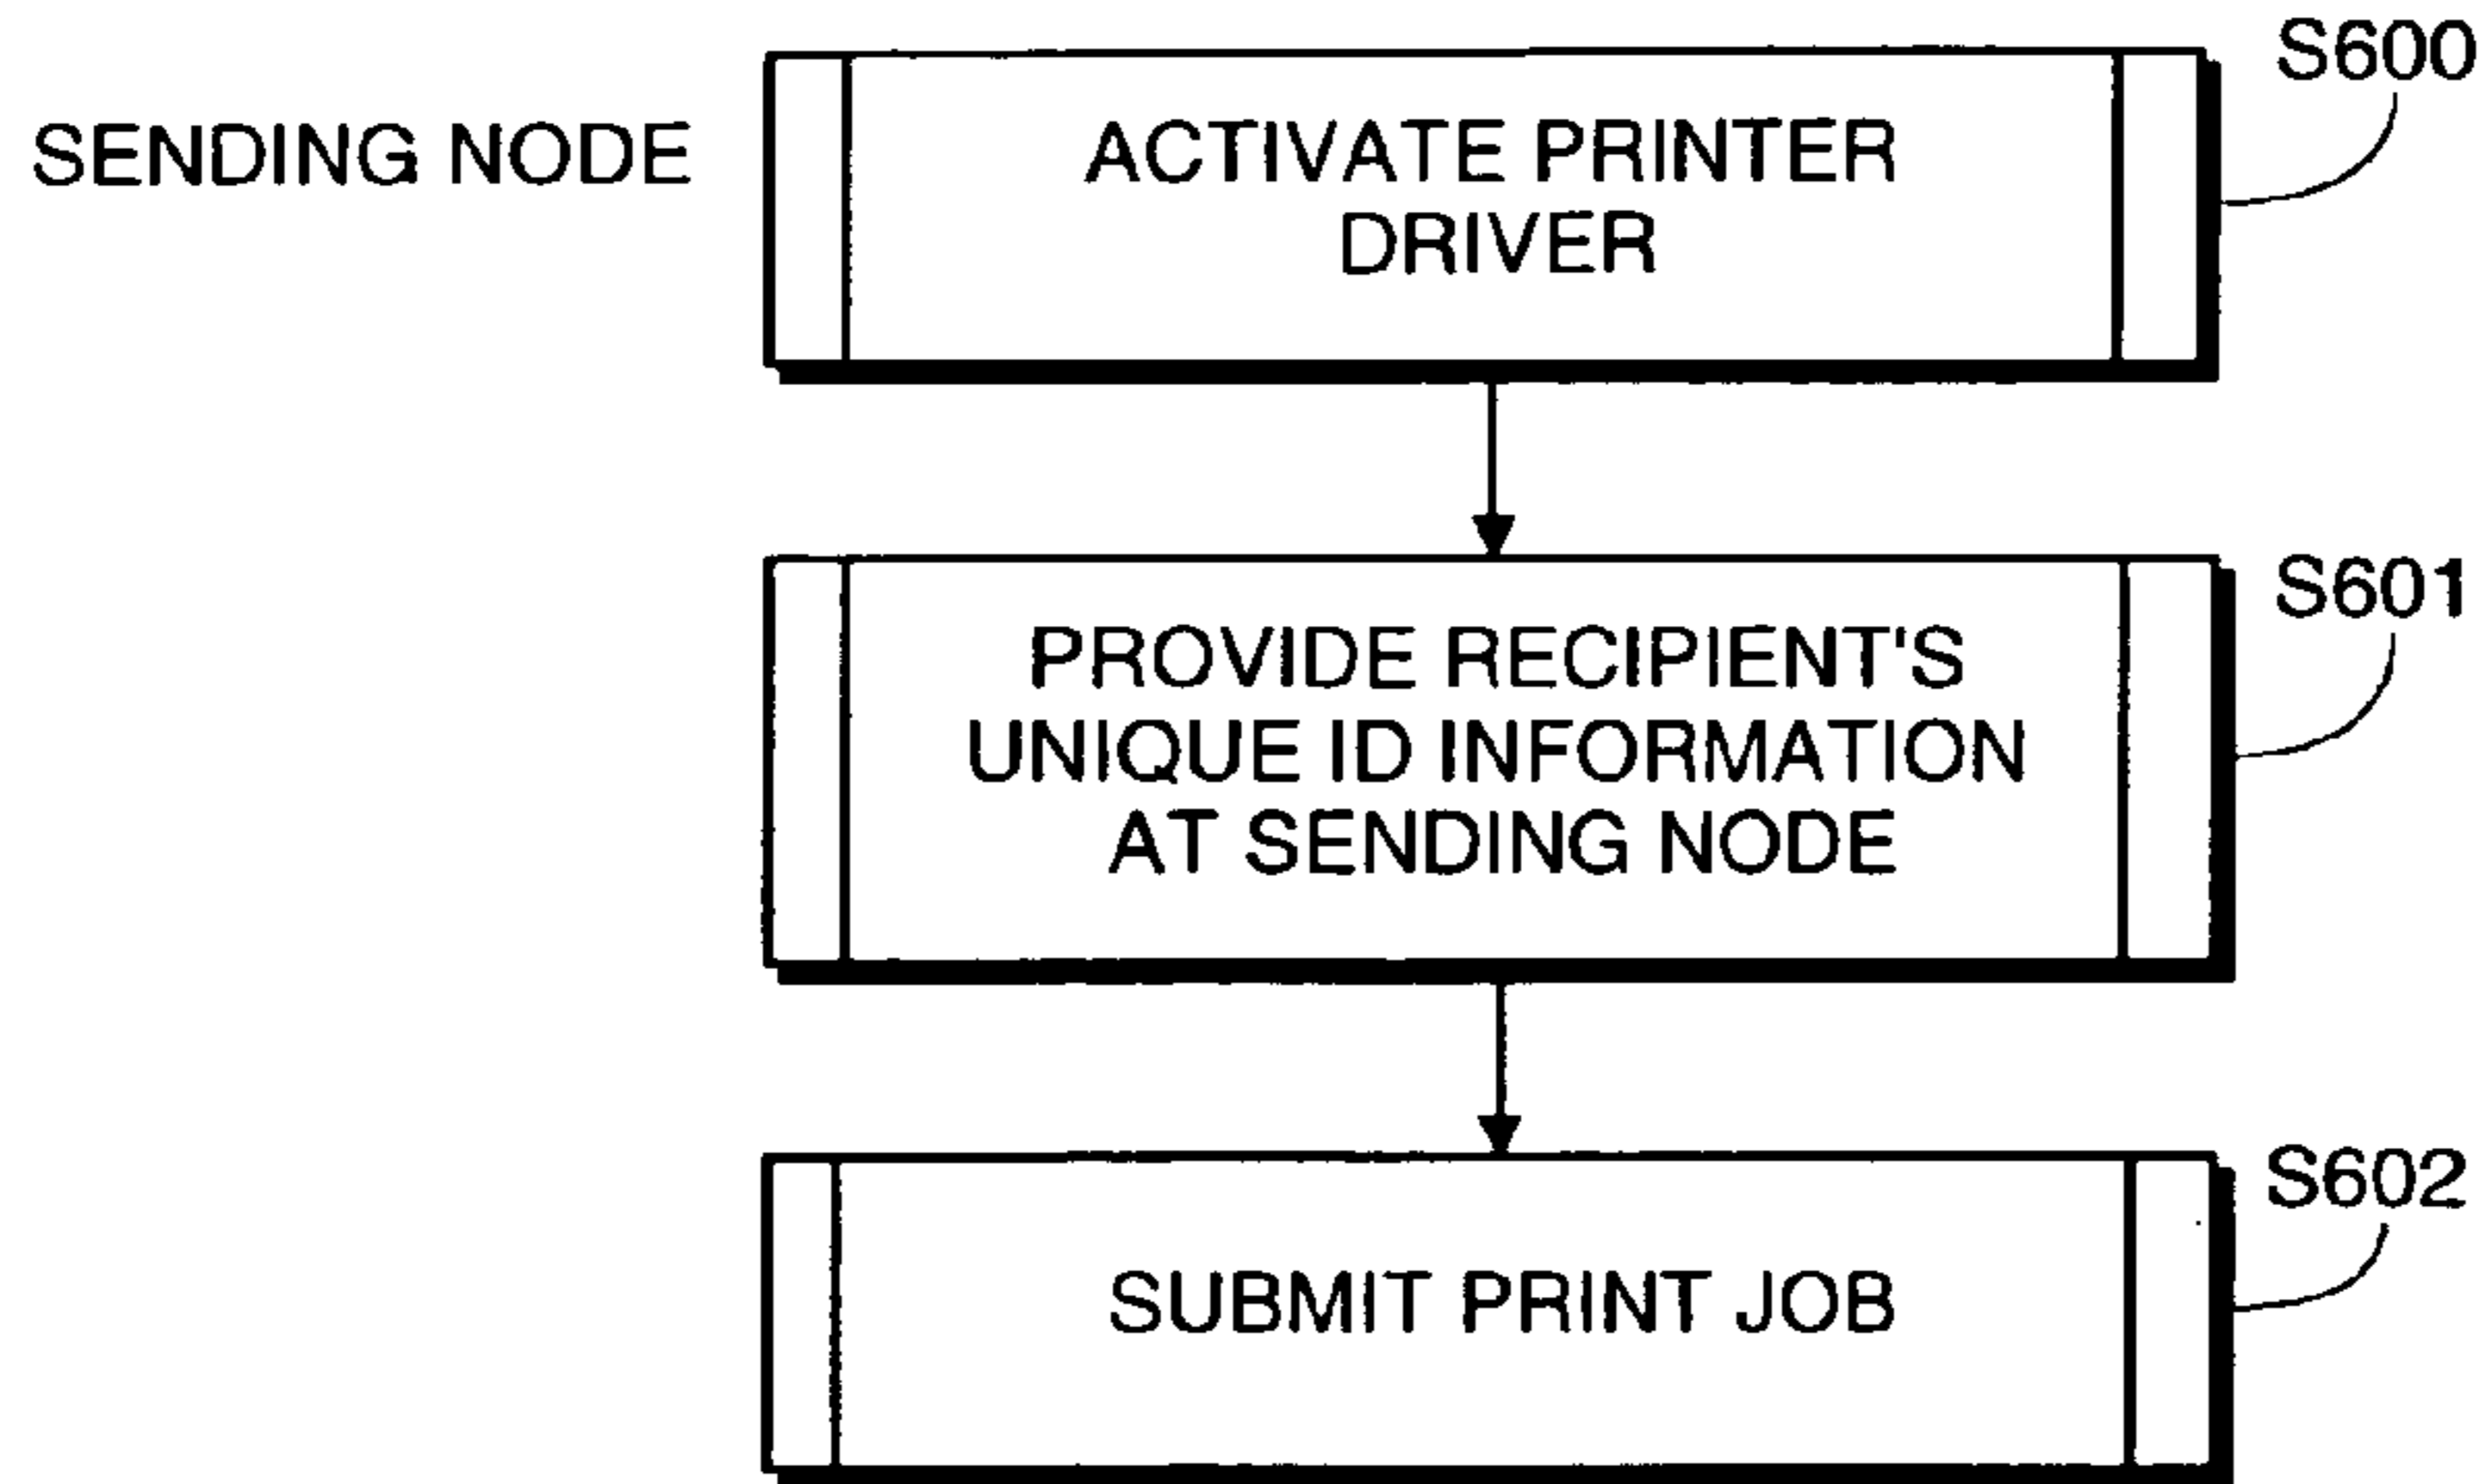 S600
SENDING NODE
ACTIVATE PRINTER
DRIVER
S601
PROVIDE RECIPIENT'S
UNIQUE ID INFORMATION
AT SENDING NODE
S602
SUBMIT PRINT JOB